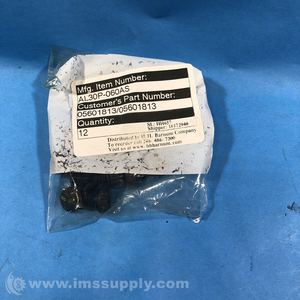 Mfg. Item Number:
AL30P-060AS
Customer's Part Number:
05601813/05601813
Quantity:
12
Distributed by H. H. Barnum Company
www.imssupply.com